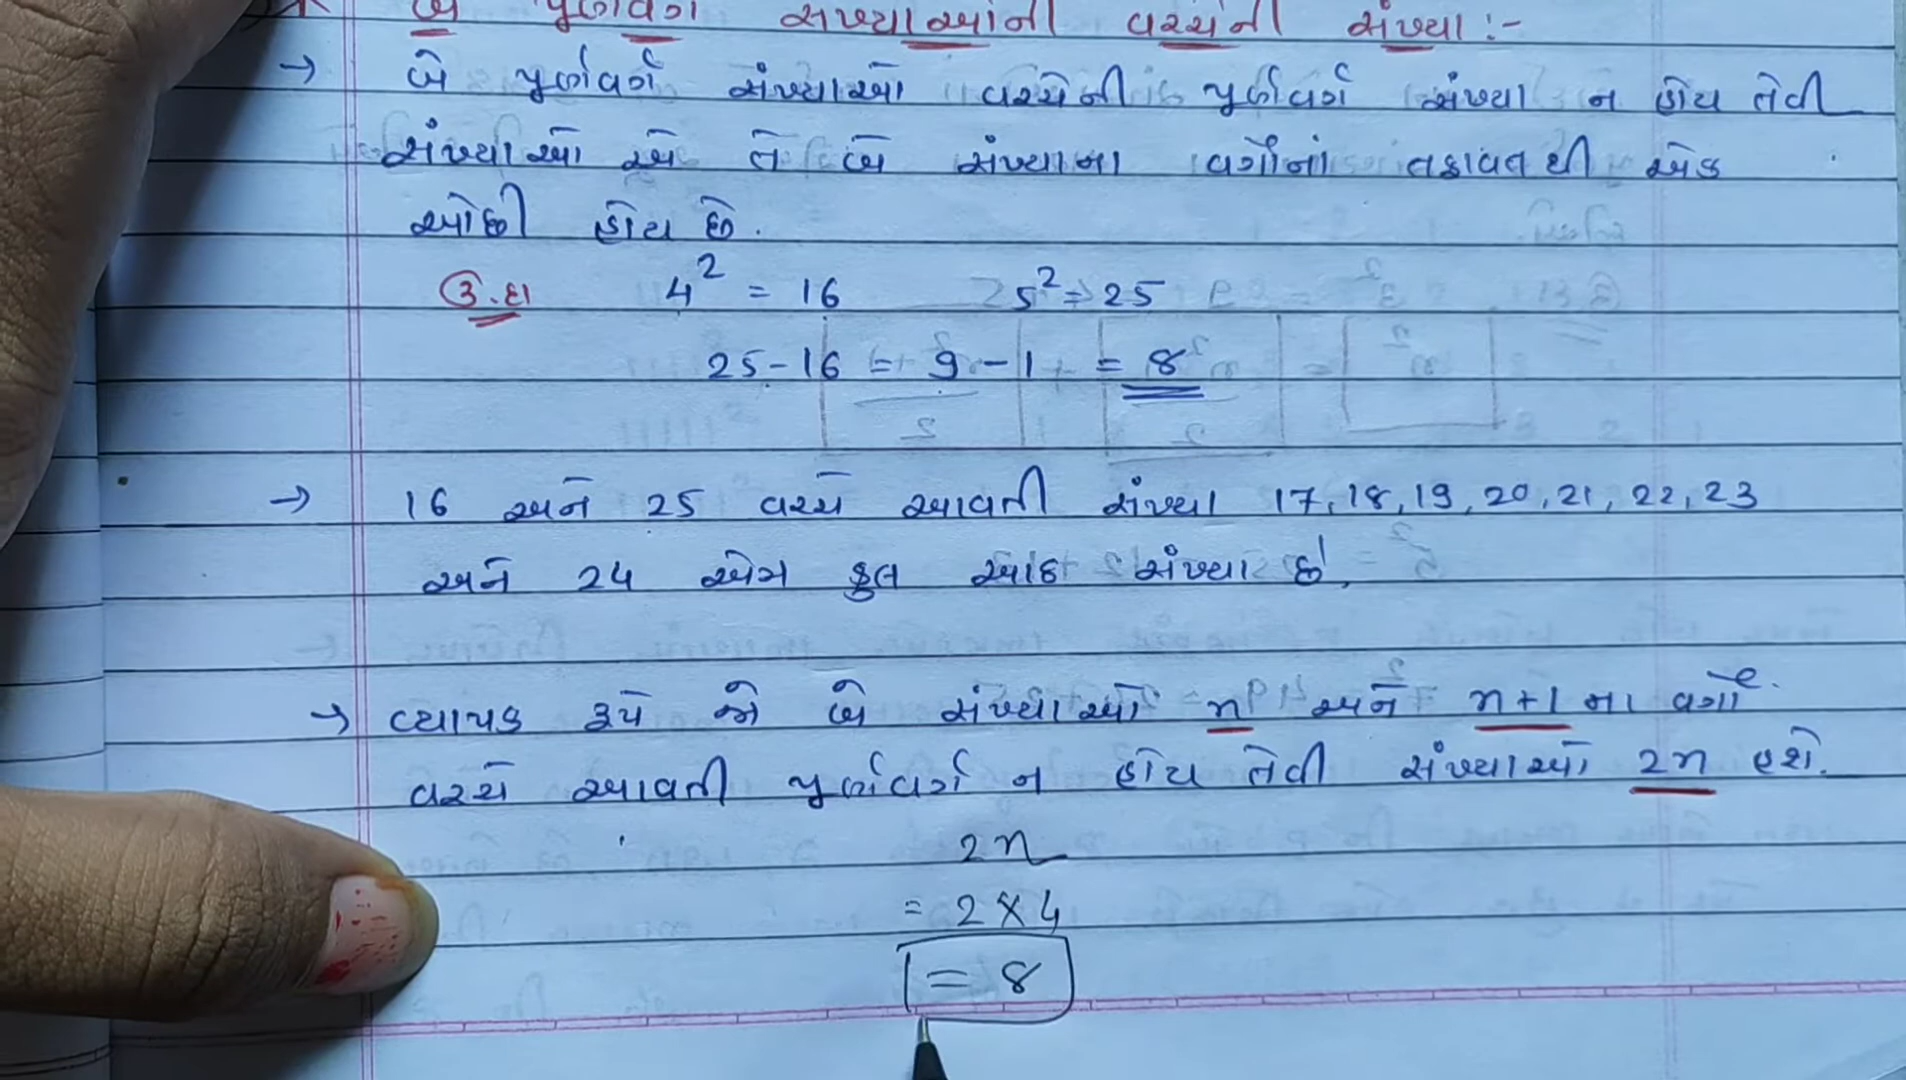 બે પૂર્ણવર્ગ સંખ્યાઓની વચ્ચેની સંખ્યા :-
→ બે પૂર્ણવર્ગ સંખ્યાઓ વચ્ચેની પૂર્ણવર્ગ સંખ્યા ન હોય તેવી
સંખ્યાઓ એ તે બે સંખ્યાના વર્ગોનાં તફાવતથી એક
ઓછી હોય છે.
ઉ.દા 4² = 16 5² = 25
25 - 16 = 9 - 1 = 8
→ 16 અને 25 વચ્ચે આવતી સંખ્યા 17, 18, 19, 20, 21, 22, 23
અને 24 એમ કુલ આઠ સંખ્યા છે.
→ વ્યાપક રૂપે જો બે સંખ્યાઓ n અને n+1 ના વર્ગો
વચ્ચે આવતી પૂર્ણવર્ગ ન હોય તેવી સંખ્યાઓ 2n હશે.
2n
= 2 × 4
= 8